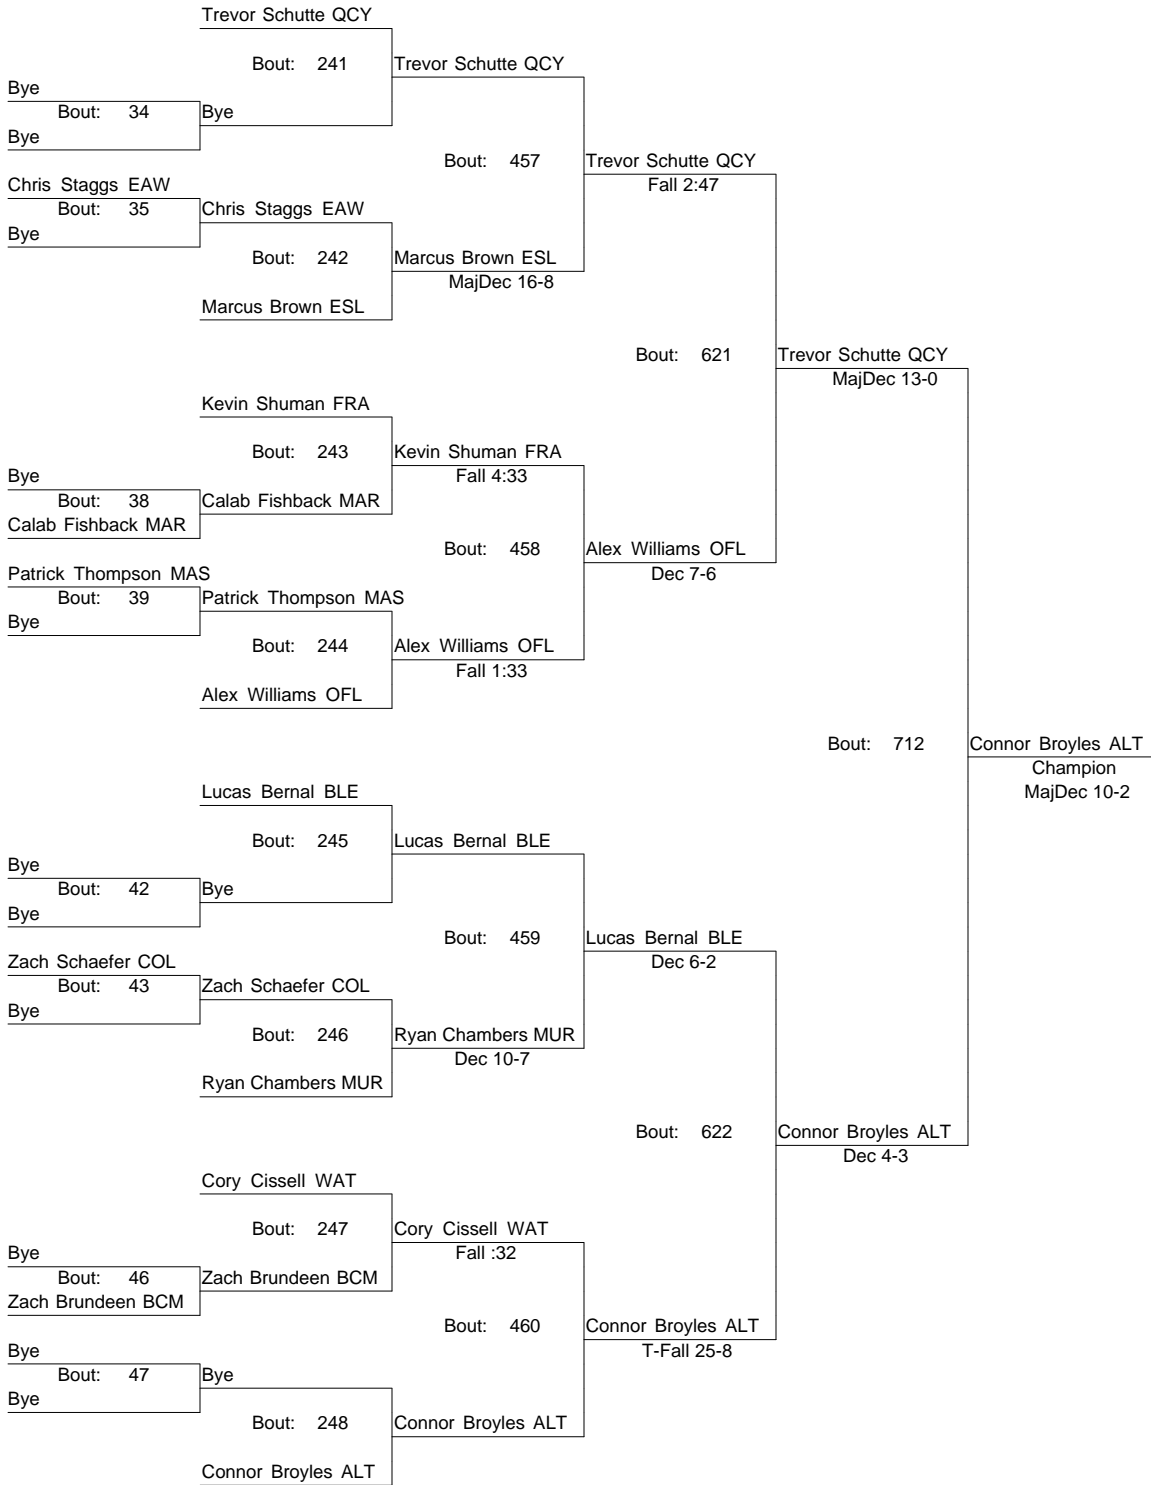 Trevor Schutte QCY
Bout: 241
Trevor Schutte QCY
Bye
Bout: 34
Bye
Bye
Bout: 457
Trevor Schutte QCY
Fall 2:47
Chris Staggs EAW
Bout: 35
Chris Staggs EAW
Bye
Bout: 242
Marcus Brown ESL
MajDec 16-8
Marcus Brown ESL
Bout: 621
Trevor Schutte QCY
MajDec 13-0
Kevin Shuman FRA
Bout: 243
Kevin Shuman FRA
Fall 4:33
Bye
Bout: 38
Calab Fishback MAR
Calab Fishback MAR
Bout: 458
Alex Williams OFL
Dec 7-6
Patrick Thompson MAS
Bout: 39
Patrick Thompson MAS
Bye
Bout: 244
Alex Williams OFL
Fall 1:33
Alex Williams OFL
Bout: 712
Connor Broyles ALT
Champion
MajDec 10-2
Lucas Bernal BLE
Bout: 245
Lucas Bernal BLE
Bye
Bout: 42
Bye
Bye
Bout: 459
Lucas Bernal BLE
Dec 6-2
Zach Schaefer COL
Bout: 43
Zach Schaefer COL
Bye
Bout: 246
Ryan Chambers MUR
Dec 10-7
Ryan Chambers MUR
Bout: 622
Connor Broyles ALT
Dec 4-3
Cory Cissell WAT
Bout: 247
Cory Cissell WAT
Fall :32
Bye
Bout: 46
Zach Brundeen BCM
Zach Brundeen BCM
Bout: 460
Connor Broyles ALT
T-Fall 25-8
Bye
Bout: 47
Bye
Bye
Bout: 248
Connor Broyles ALT
Connor Broyles ALT